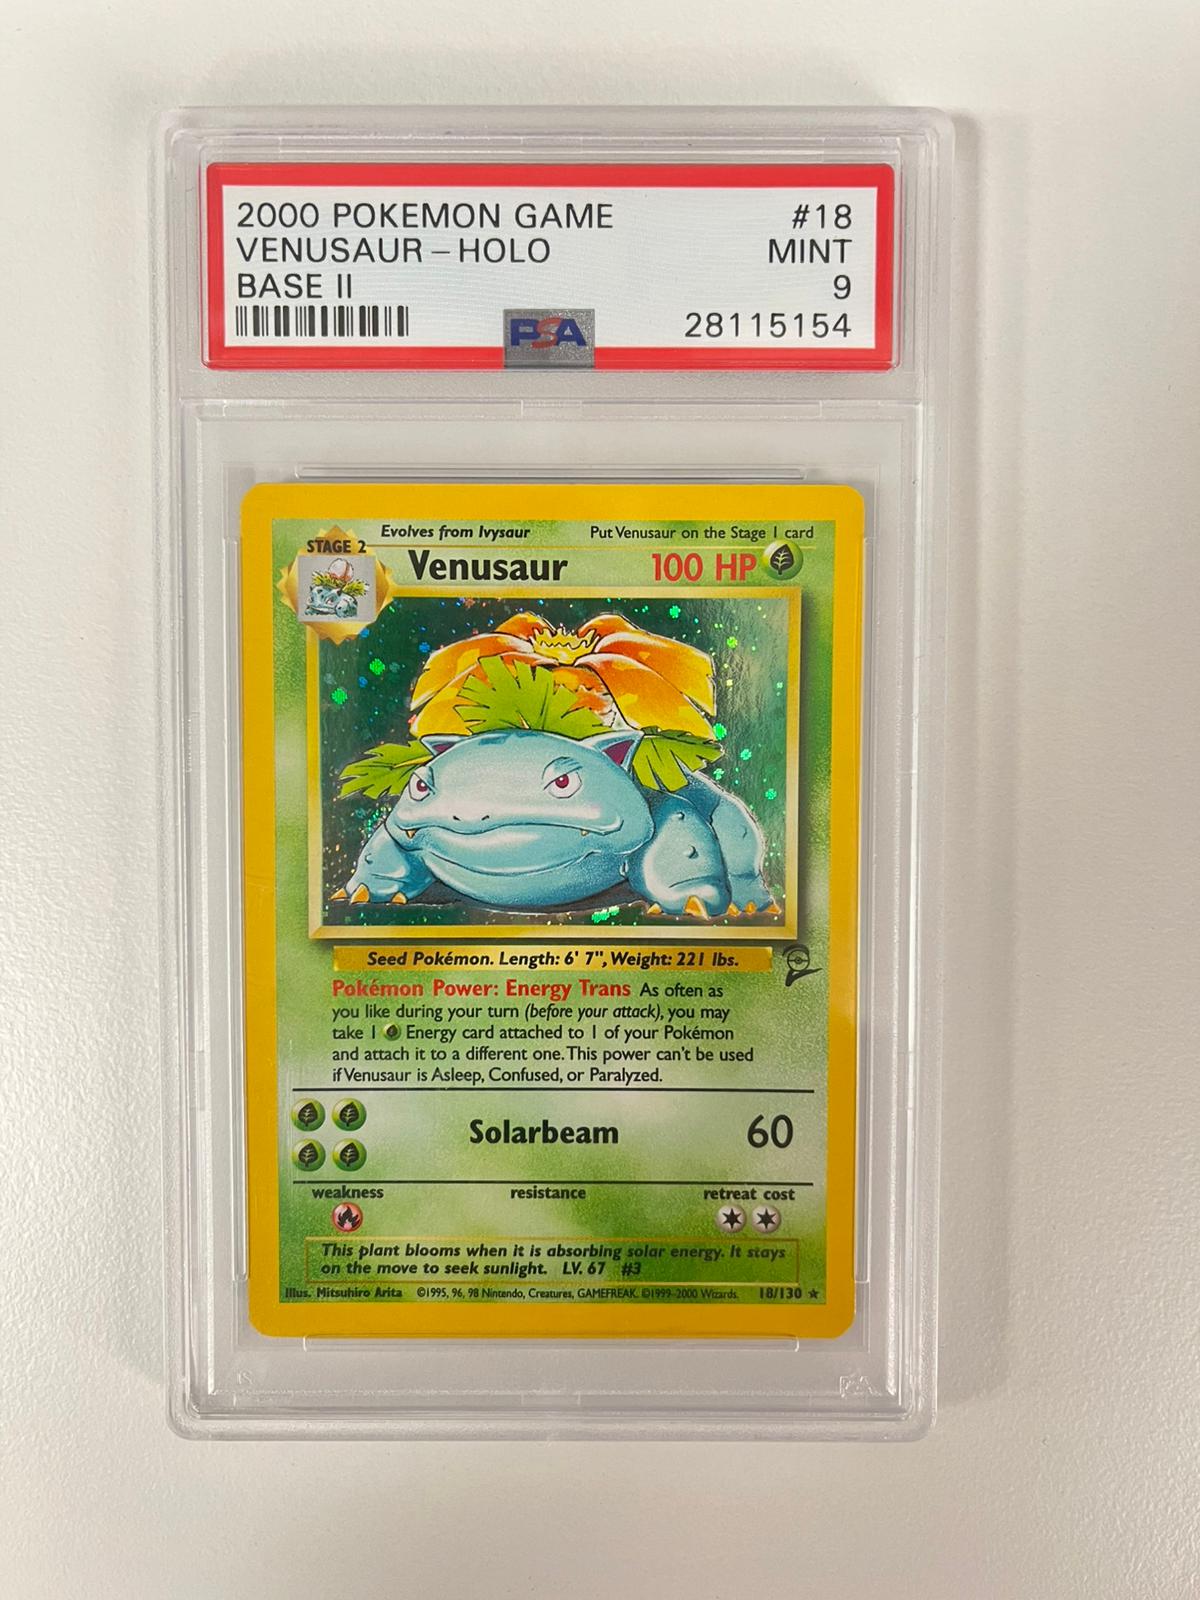 2000 POKEMON GAME #18
VENUSAUR - HOLO MINT
BASE II 9
PSA 28115154
Evolves from Ivysaur Put Venusaur on the Stage 1 card
STAGE 2 Venusaur 100 HP
Seed Pokémon. Length: 6' 7", Weight: 221 lbs.
Pokémon Power: Energy Trans As often as
you like during your turn (before your attack), you may
take 1 Energy card attached to 1 of your Pokémon
and attach it to a different one. This power can't be used
if Venusaur is Asleep, Confused, or Paralyzed.
Solarbeam 60
weakness resistance retreat cost
This plant blooms when it is absorbing solar energy. It stays
on the move to seek sunlight. LV. 67 #3
Illus. Mitsuhiro Arita ©1995, 96, 98 Nintendo, Creatures, GAMEFREAK. ©1999-2000 Wizards. 18/130 ★